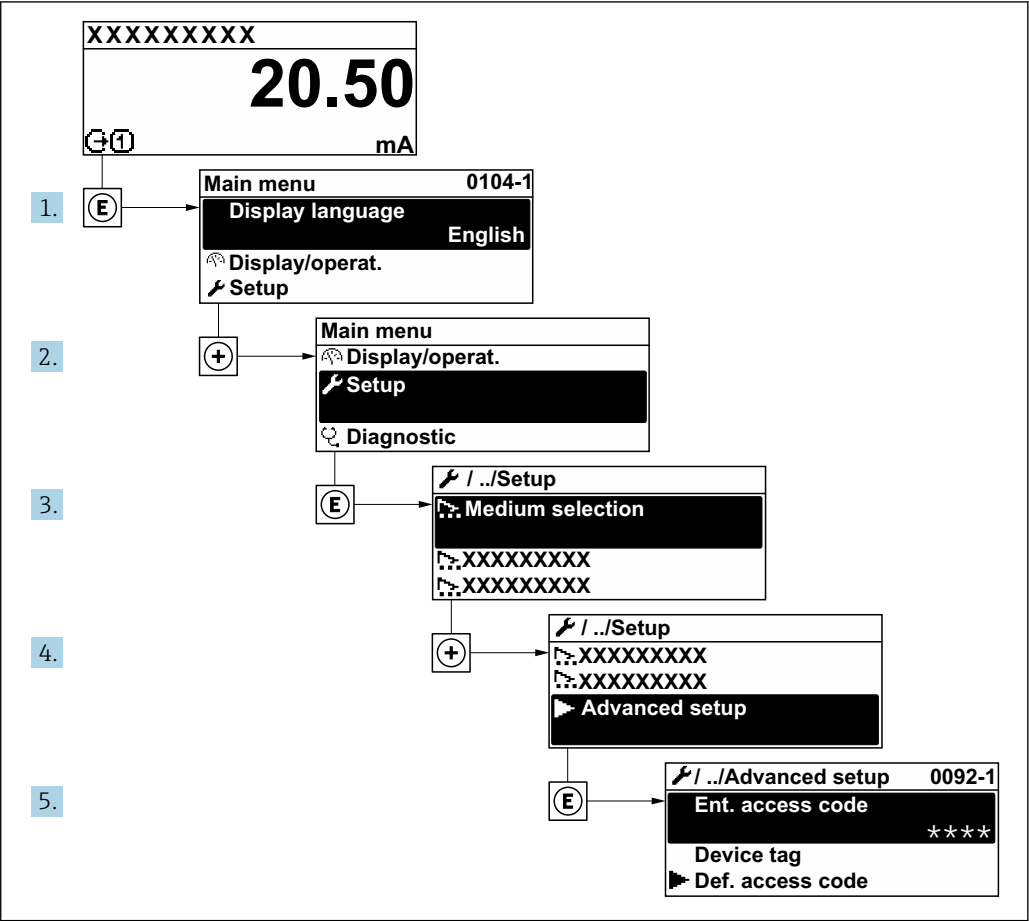 XXXXXXXXX
20.50
1 mA
1. E
Main menu 0104-1
Display language
English
Display/operat.
Setup
2. +
Main menu
Display/operat.
Setup
Diagnostic
3. E
/ ../Setup
Medium selection
XXXXXXXXX
XXXXXXXXX
4. +
/ ../Setup
XXXXXXXXX
XXXXXXXXX
Advanced setup
5. E
/ ../Advanced setup 0092-1
Ent. access code
****
Device tag
Def. access code